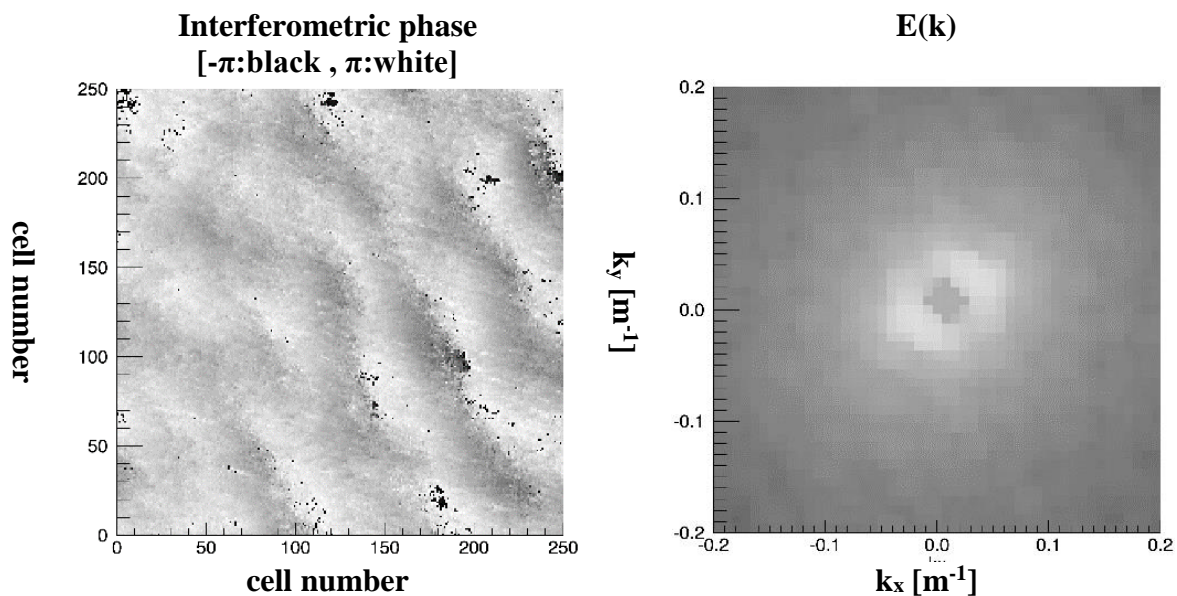 Interferometric phase
[-π:black , π:white]
E(k)
250
200
150
100
50
0
0 50 100 150 200 250
cell number
cell number
0.2
0.1
0.0
-0.1
-0.2
-0.2 -0.1 0.0 0.1 0.2
k_y [m^-1]
k_x [m^-1]